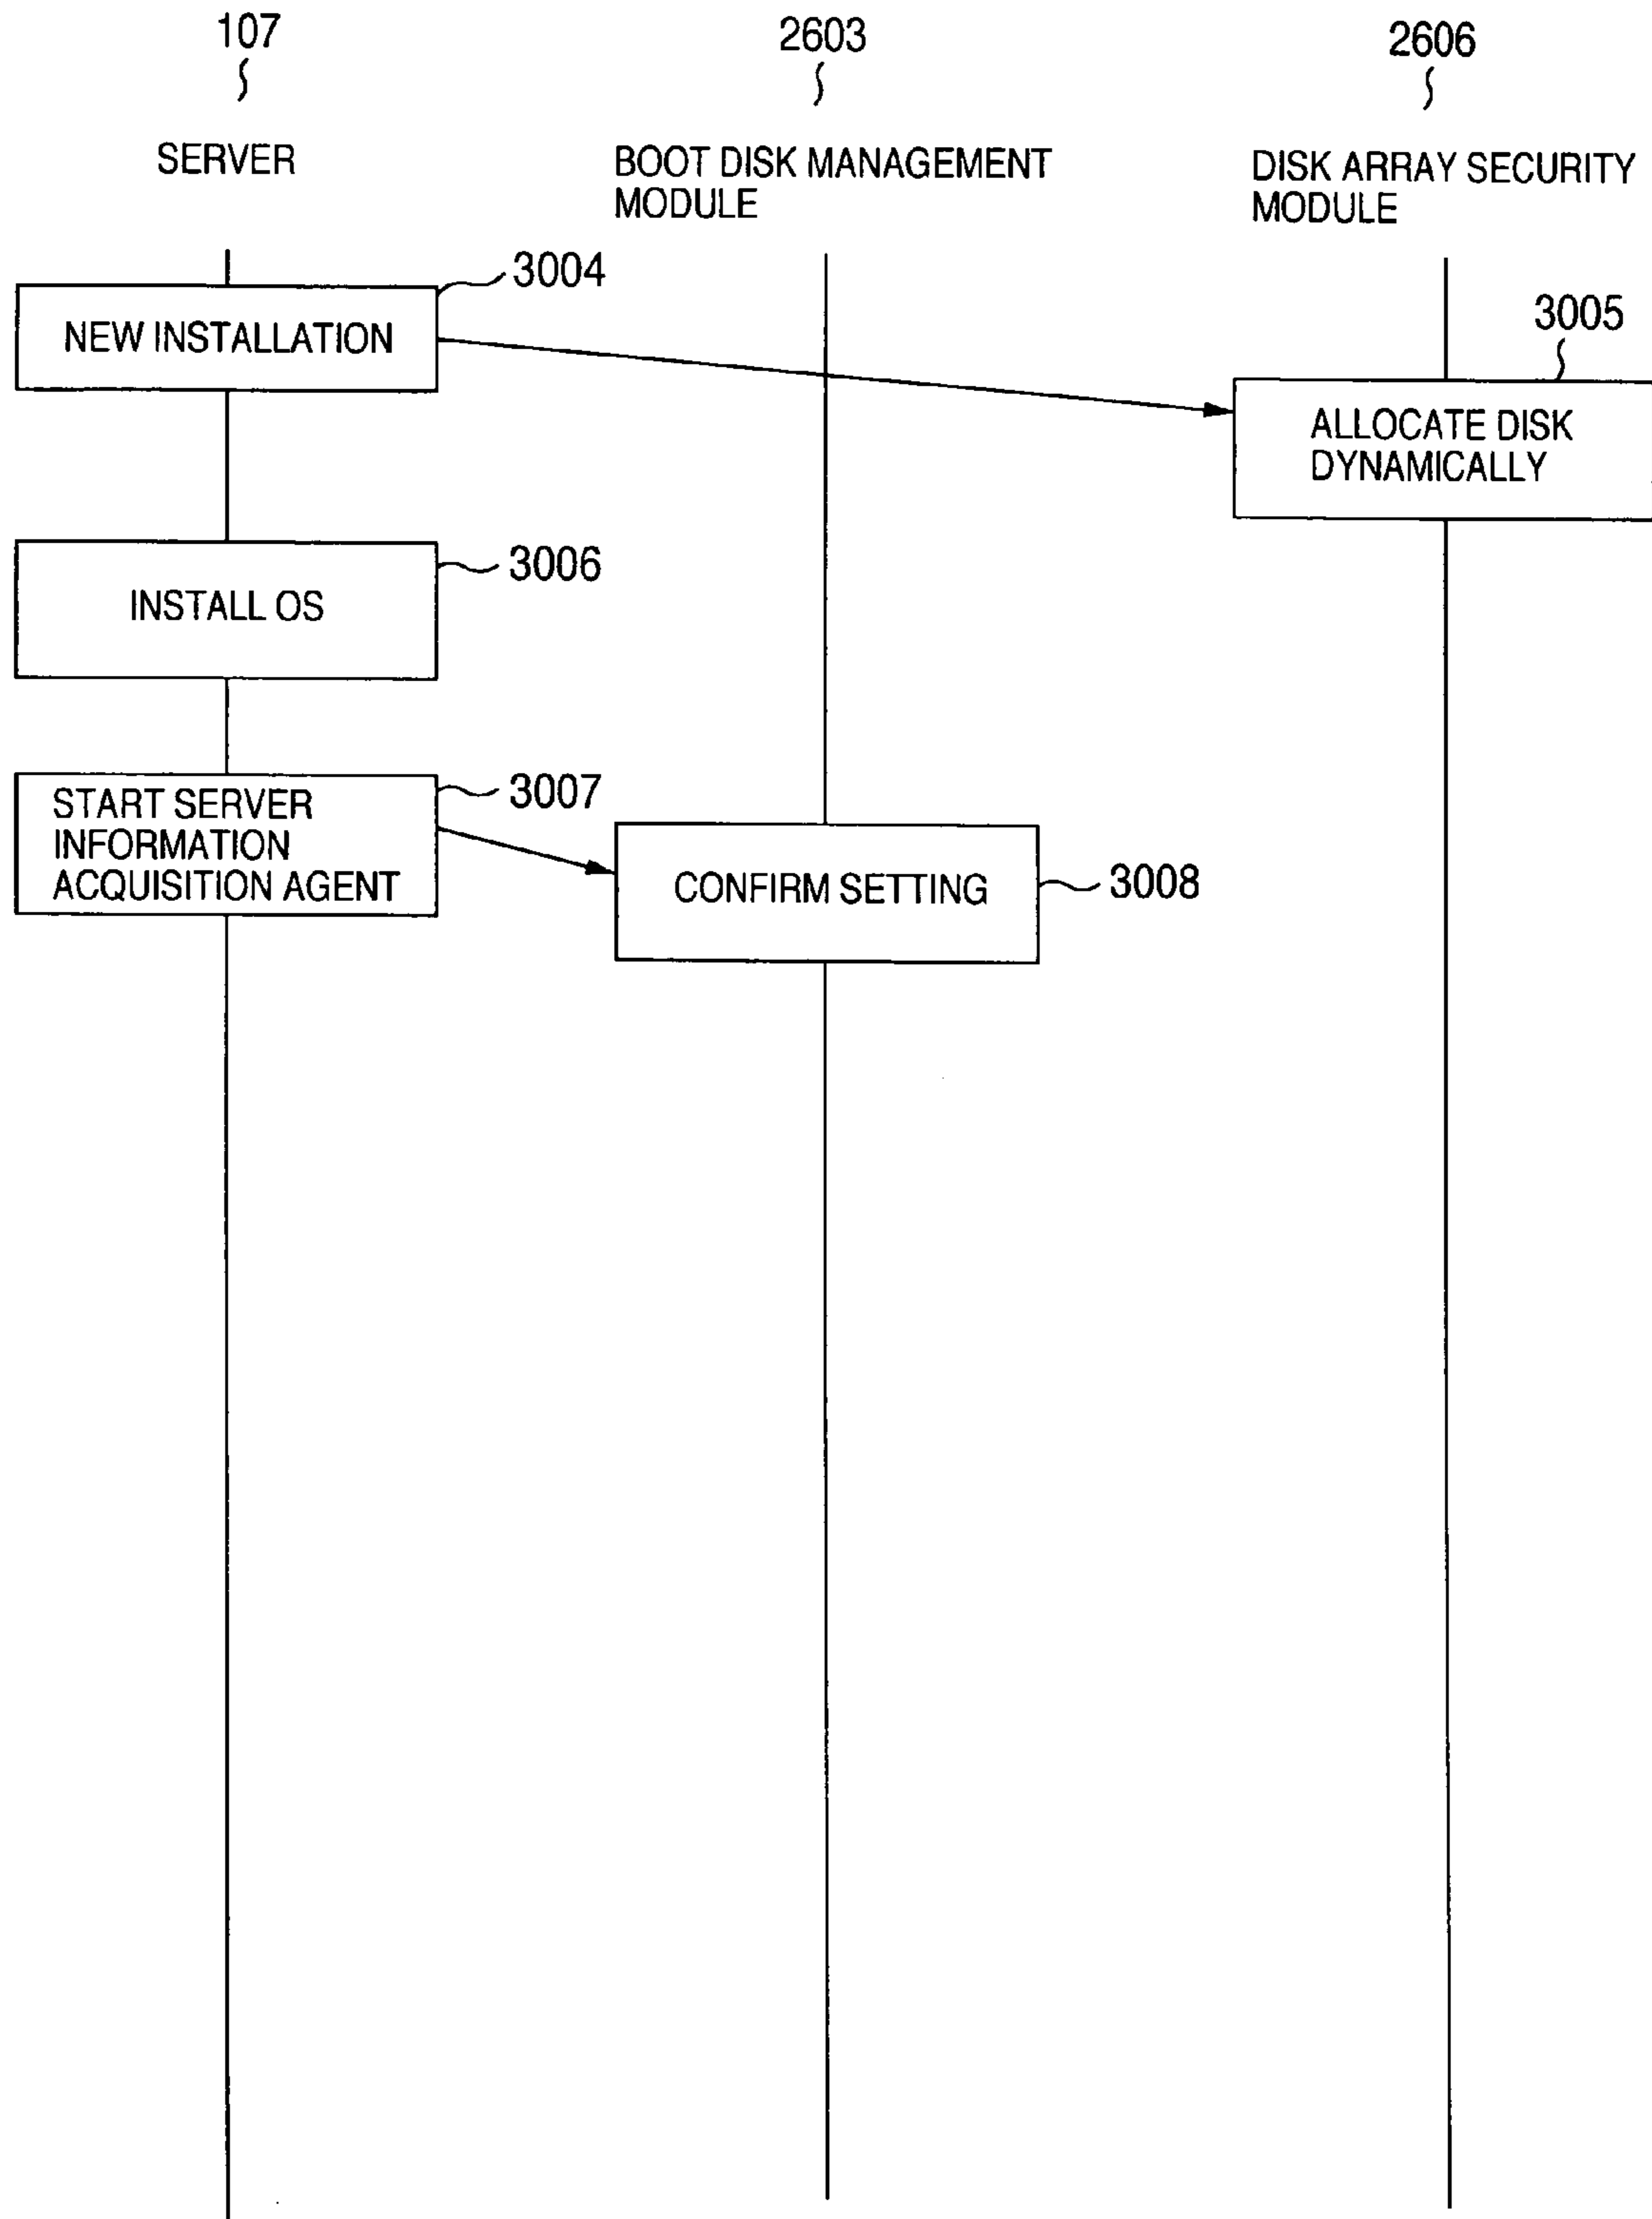 107
2603
2606
SERVER
BOOT DISK MANAGEMENT
MODULE
DISK ARRAY SECURITY
MODULE
3004
NEW INSTALLATION
3005
ALLOCATE DISK
DYNAMICALLY
3006
INSTALL OS
3007
START SERVER
INFORMATION
ACQUISITION AGENT
CONFIRM SETTING
3008